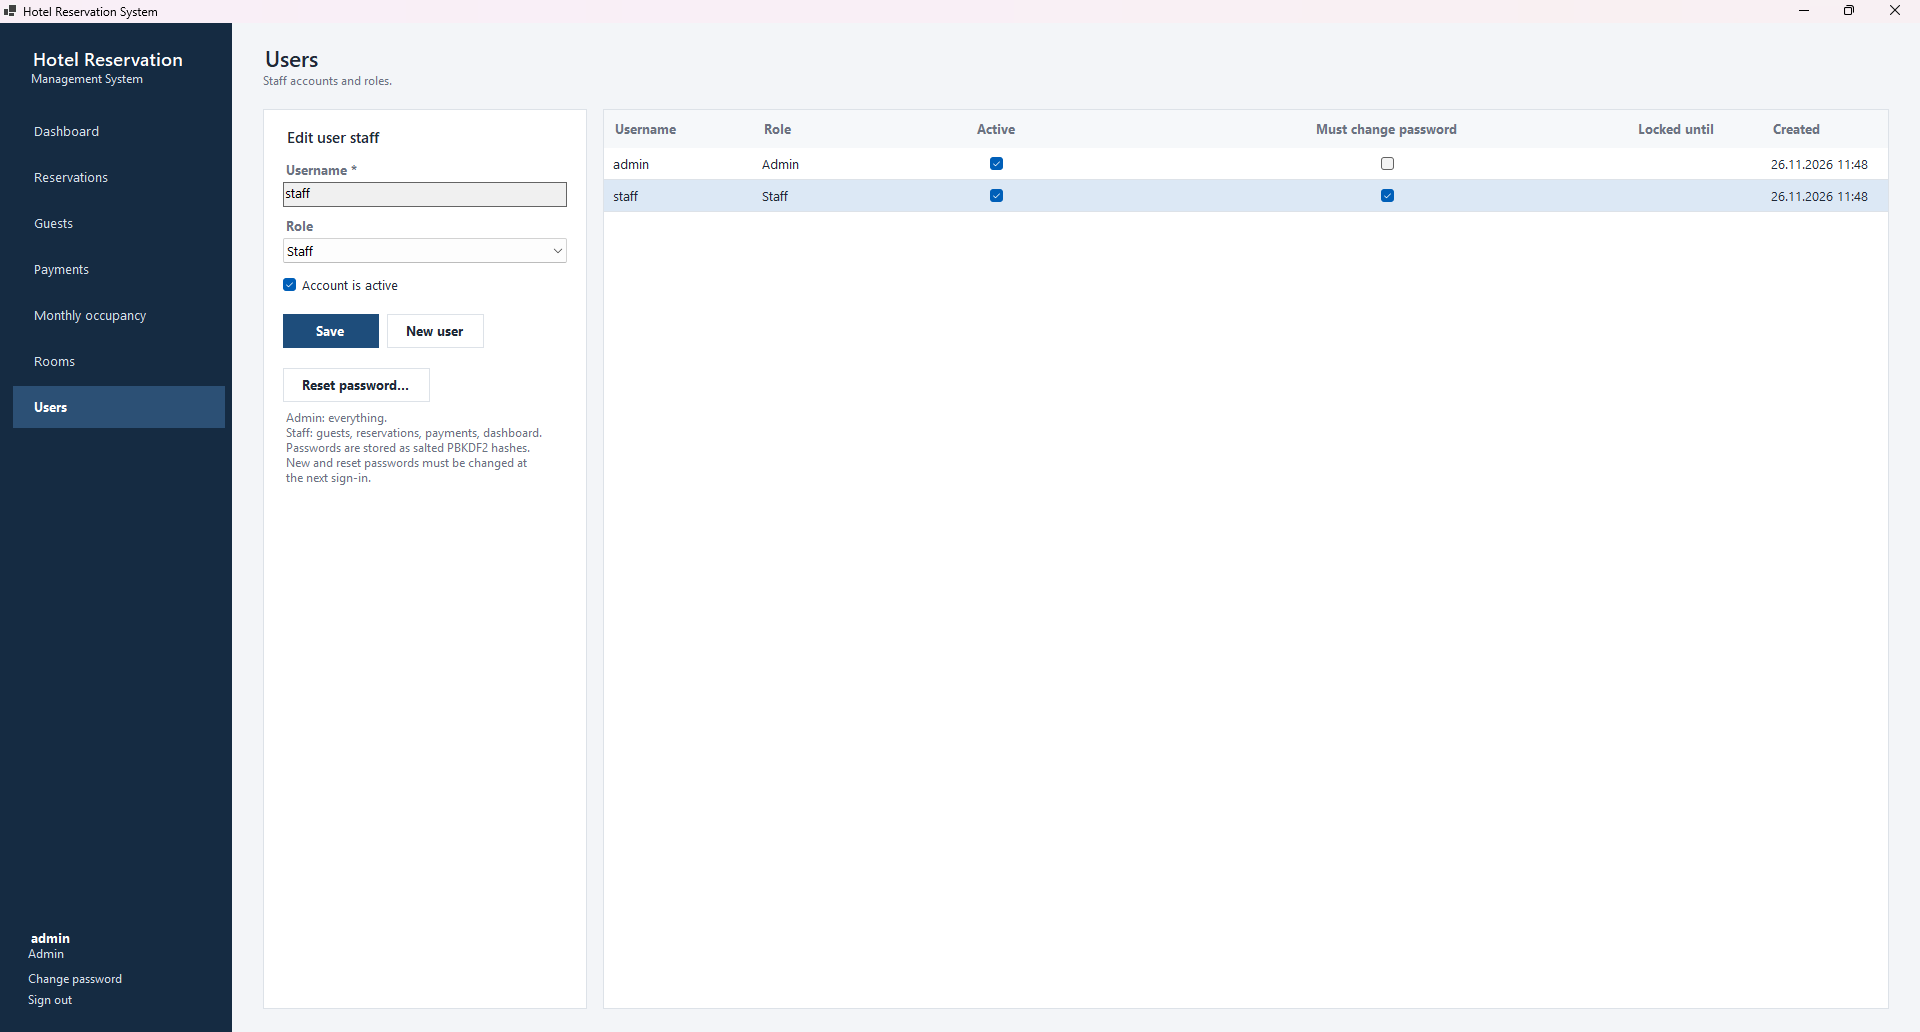 Hotel Reservation System
Hotel Reservation
Management System
Dashboard
Reservations
Guests
Payments
Monthly occupancy
Rooms
Users
admin
Admin
Change password
Sign out
Users
Staff accounts and roles.
Edit user staff
Username *
staff
Role
Staff
Account is active
Save New user
Reset password...
Admin: everything.
Staff: guests, reservations, payments, dashboard.
Passwords are stored as salted PBKDF2 hashes.
New and reset passwords must be changed at
the next sign-in.
Username Role Active Must change password Locked until Created
admin Admin 26.11.2026 11:48
staff Staff 26.11.2026 11:48